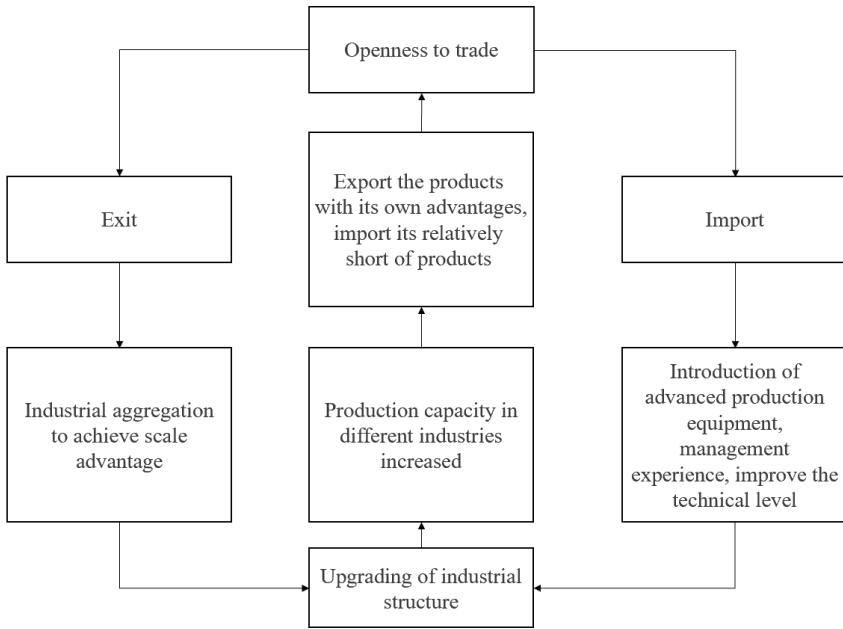 Openness to trade
Exit
Export the products
with its own advantages,
import its relatively
short of products
Import
Industrial aggregation
to achieve scale
advantage
Production capacity in
different industries
increased
Introduction of
advanced production
equipment,
management
experience, improve the
technical level
Upgrading of industrial
structure